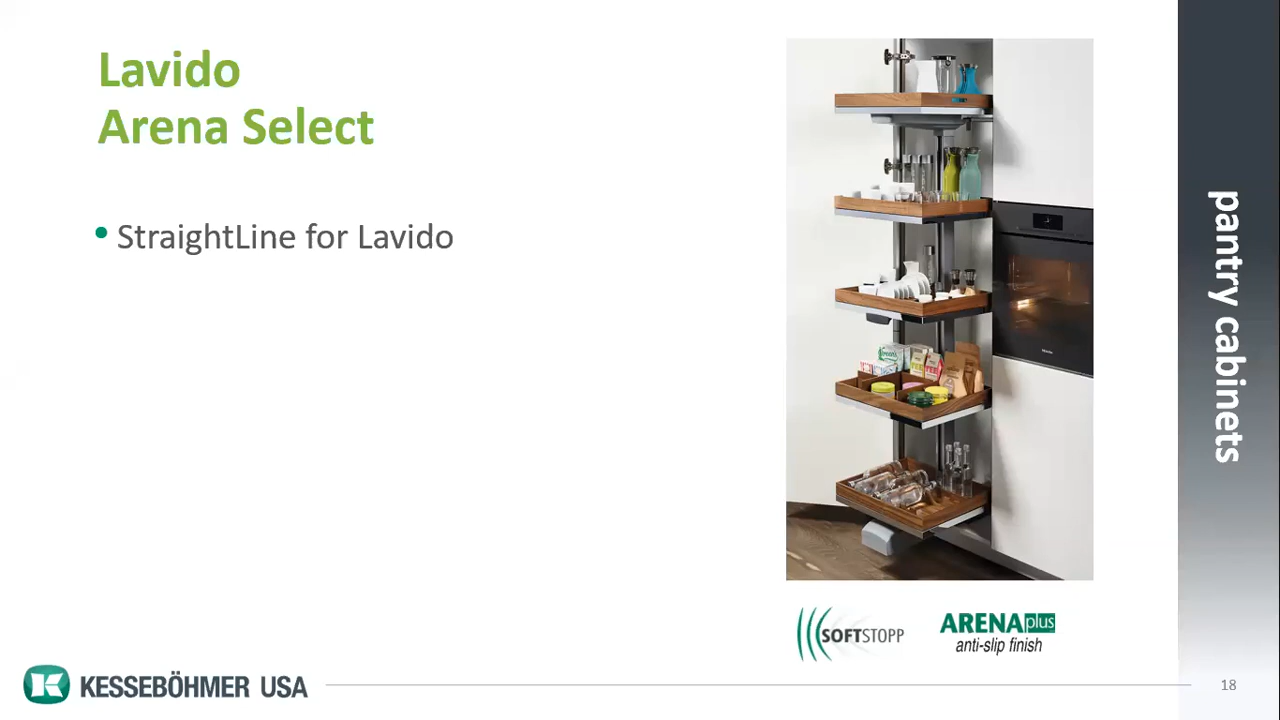 Lavido
Arena Select
• StraightLine for Lavido
pantry cabinets
SOFTSTOPP
ARENAplus
anti-slip finish
K KESSEBÖHMER USA
18